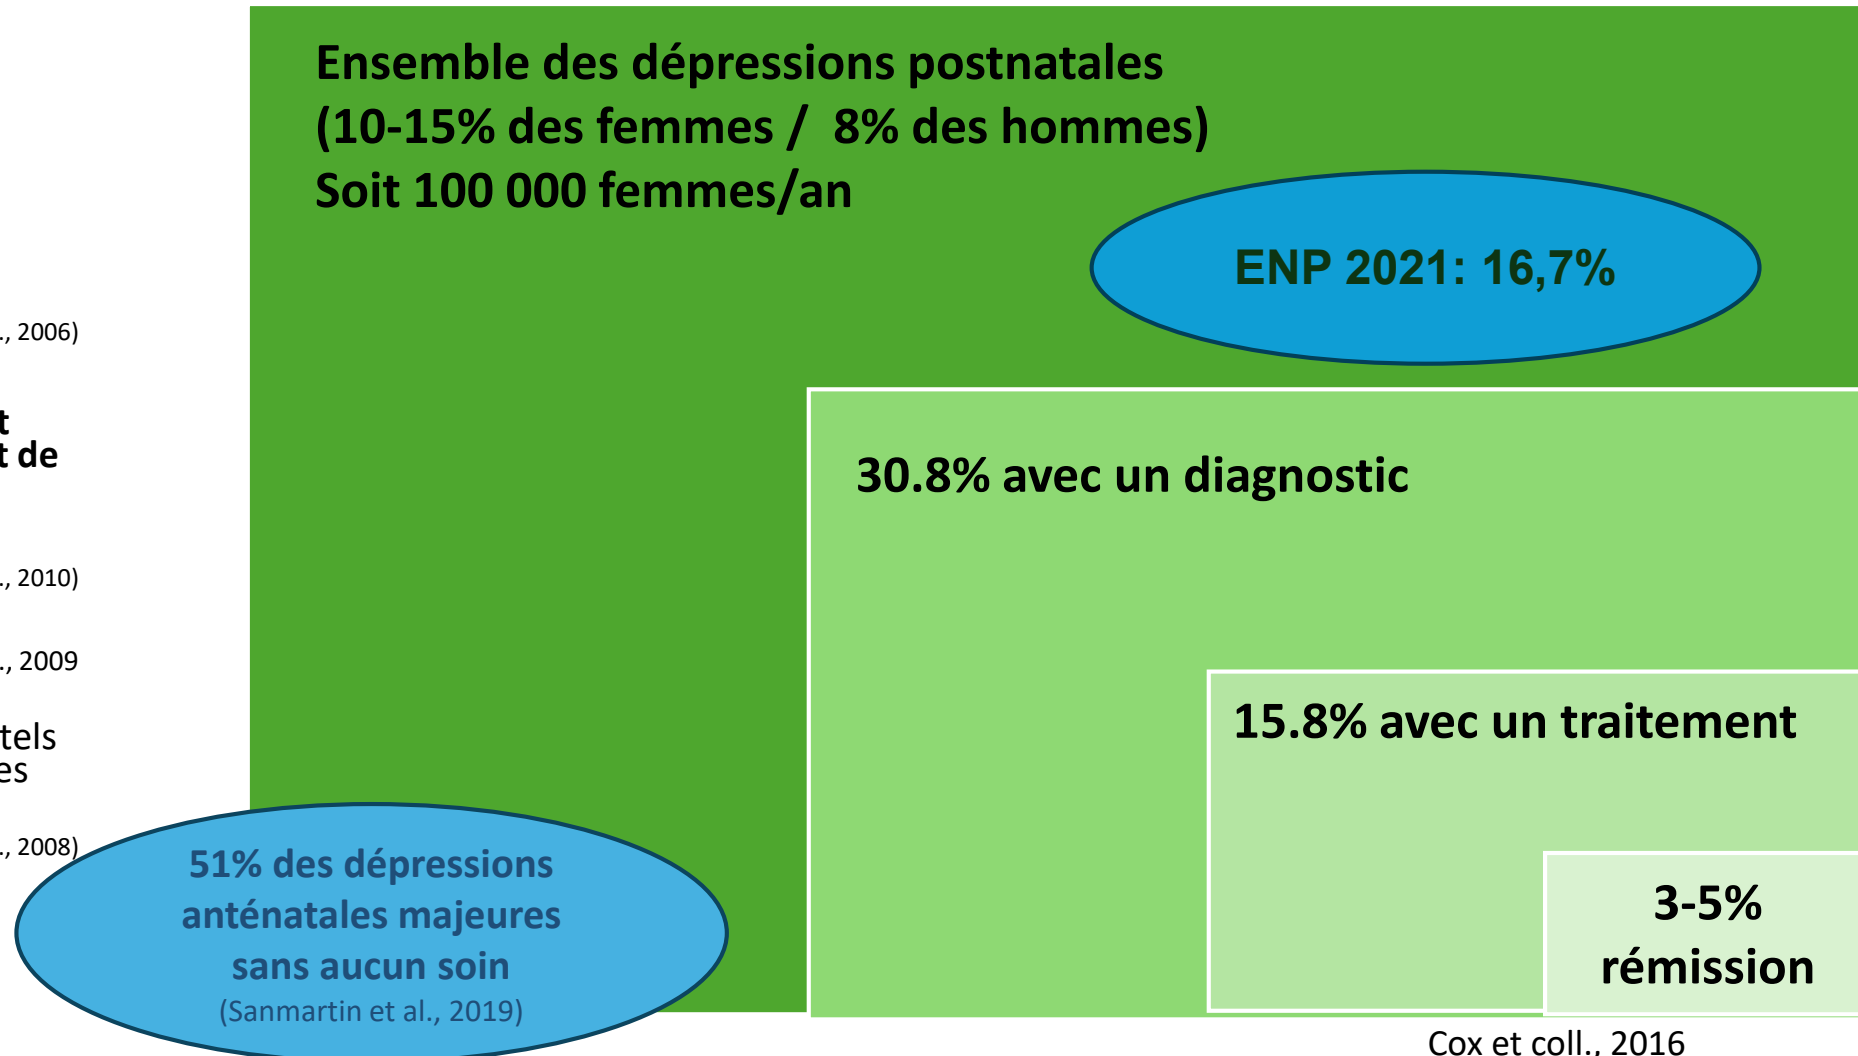 Ensemble des dépressions postnatales
(10-15% des femmes / 8% des hommes)
Soit 100 000 femmes/an
ENP 2021: 16,7%
., 2006)
t
t de
30.8% avec un diagnostic
., 2010)
., 2009
15.8% avec un traitement
tels
es
., 2008)
51% des dépressions
anténatales majeures
sans aucun soin
(Sanmartin et al., 2019)
3-5%
rémission
Cox et coll., 2016